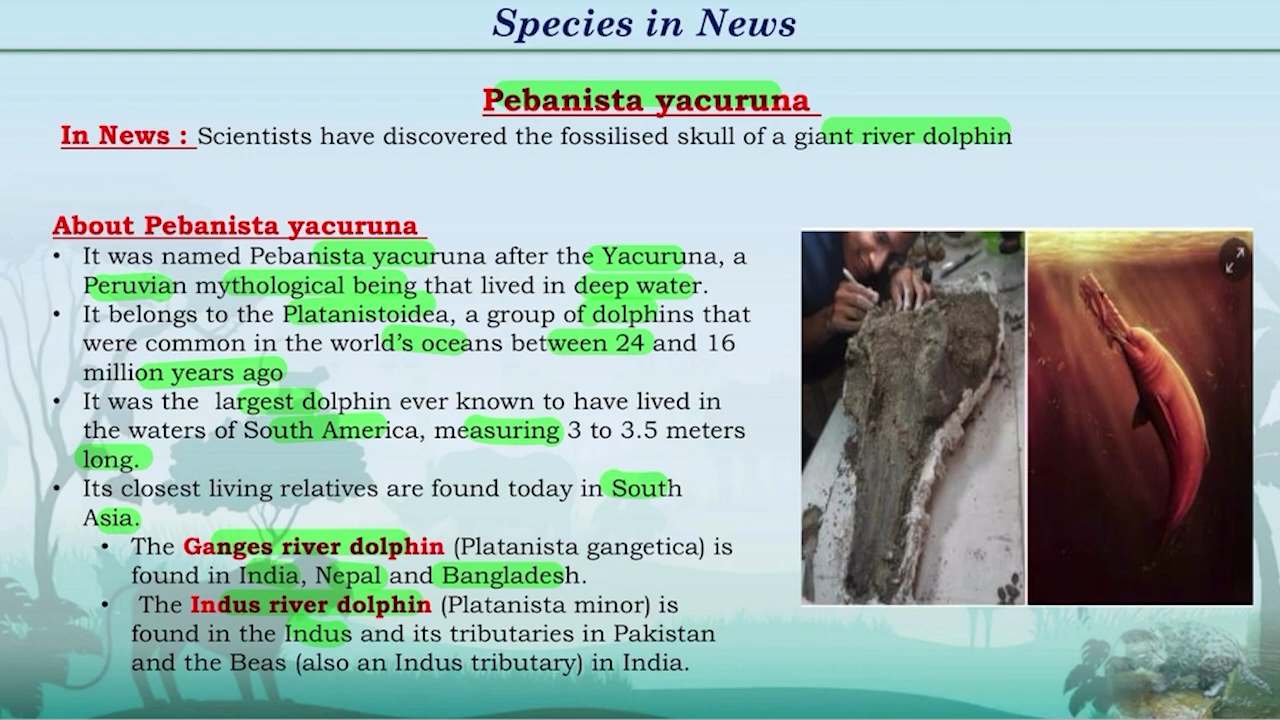 Species in News
Pebanista yacuruna
In News : Scientists have discovered the fossilised skull of a giant river dolphin
About Pebanista yacuruna
• It was named Pebanista yacuruna after the Yacuruna, a
Peruvian mythological being that lived in deep water.
• It belongs to the Platanistoidea, a group of dolphins that
were common in the world’s oceans between 24 and 16
million years ago
• It was the largest dolphin ever known to have lived in
the waters of South America, measuring 3 to 3.5 meters
long.
• Its closest living relatives are found today in South
Asia.
• The Ganges river dolphin (Platanista gangetica) is
found in India, Nepal and Bangladesh.
• The Indus river dolphin (Platanista minor) is
found in the Indus and its tributaries in Pakistan
and the Beas (also an Indus tributary) in India.